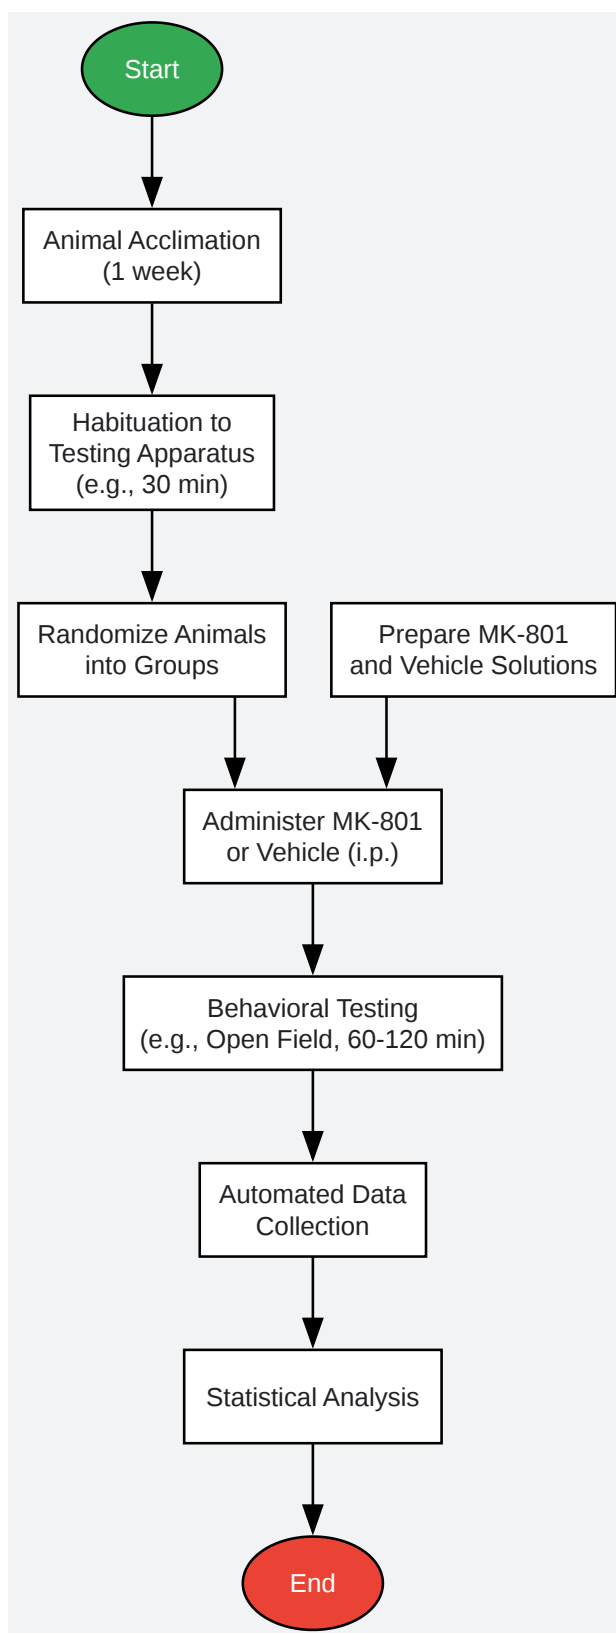 Start
Animal Acclimation
(1 week)
Habituation to
Testing Apparatus
(e.g., 30 min)
Randomize Animals
into Groups
Prepare MK-801
and Vehicle Solutions
Administer MK-801
or Vehicle (i.p.)
Behavioral Testing
(e.g., Open Field, 60-120 min)
Automated Data
Collection
Statistical Analysis
End